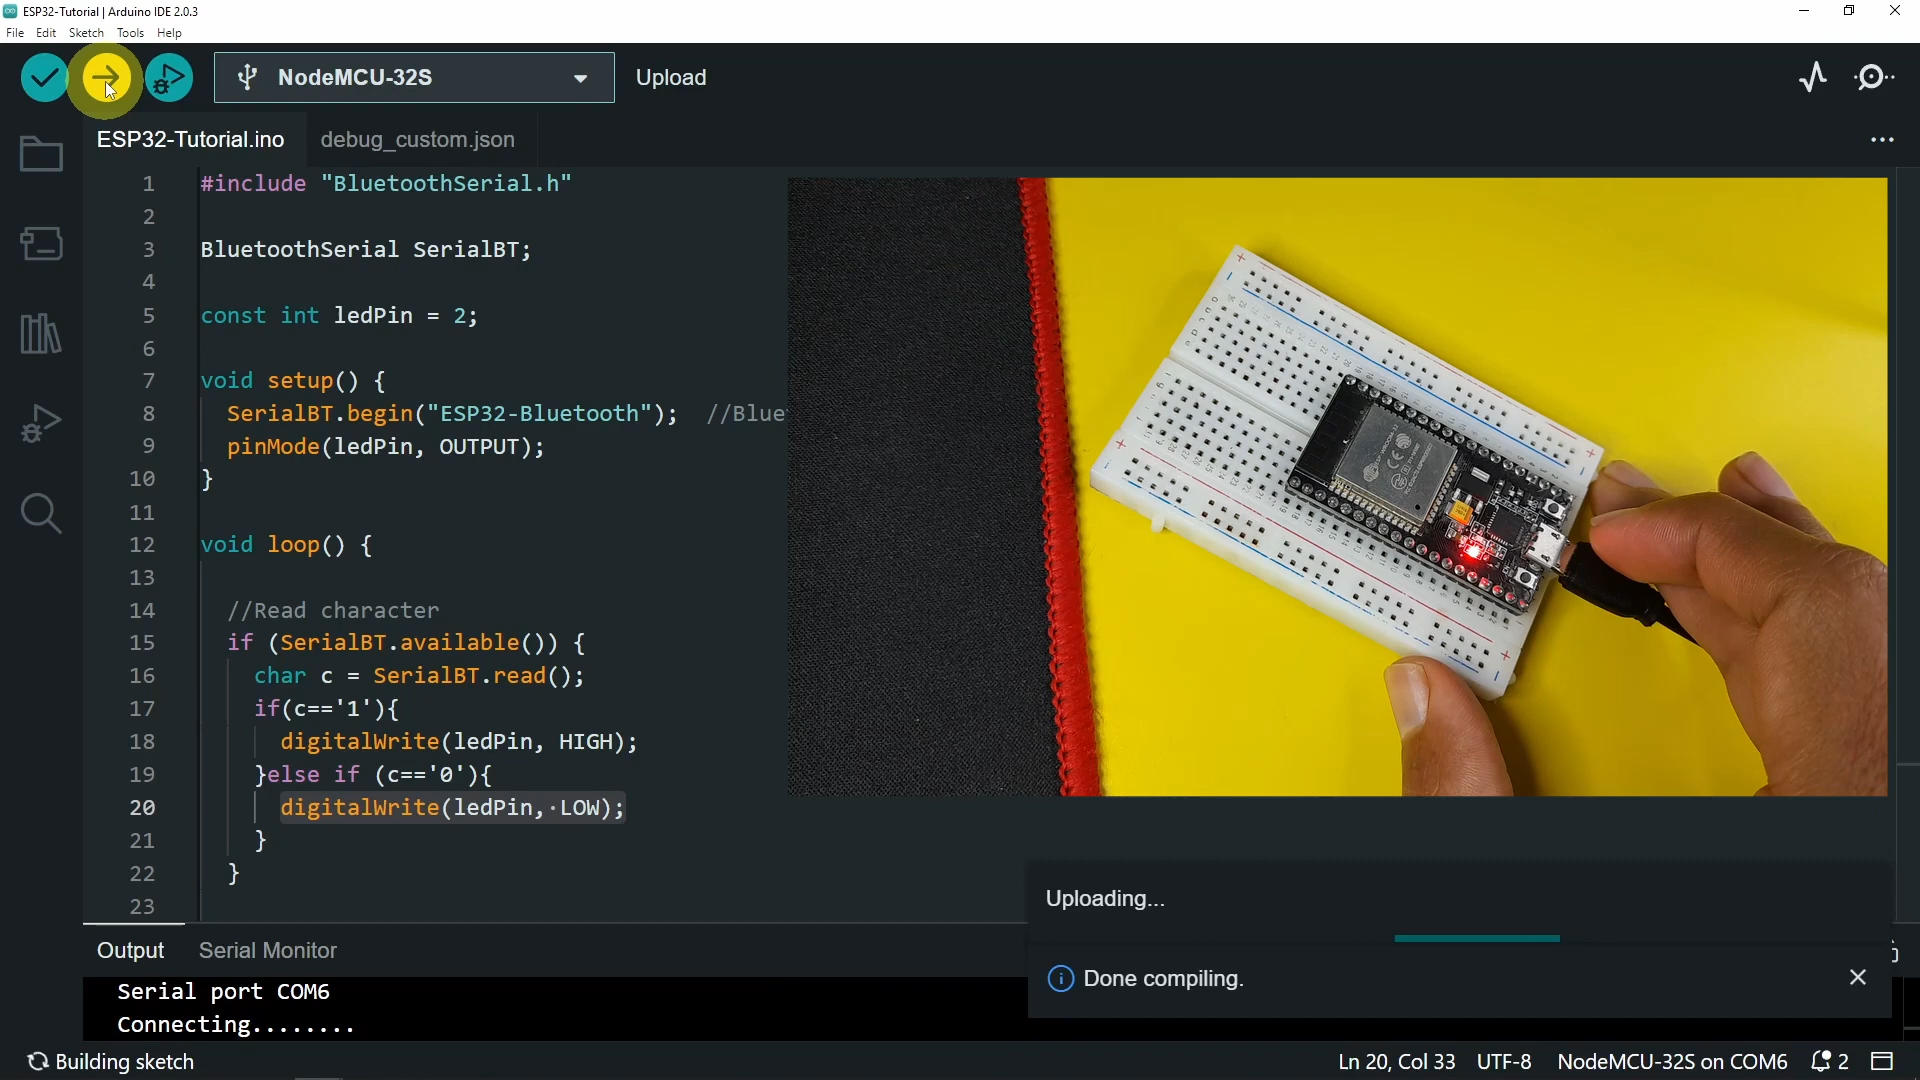 ESP32-Tutorial | Arduino IDE 2.0.3
File Edit Sketch Tools Help
NodeMCU-32S
Upload
ESP32-Tutorial.ino debug_custom.json
1 #include "BluetoothSerial.h"
2
3 BluetoothSerial SerialBT;
4
5 const int ledPin = 2;
6
7 void setup() {
8 SerialBT.begin("ESP32-Bluetooth"); //Blue
9 pinMode(ledPin, OUTPUT);
10 }
11
12 void loop() {
13
14 //Read character
15 if (SerialBT.available()) {
16 char c = SerialBT.read();
17 if(c=='1'){
18 digitalWrite(ledPin, HIGH);
19 }else if (c=='0'){
20 digitalWrite(ledPin,·LOW);
21 }
22 }
23
Uploading...
Done compiling.
Output Serial Monitor
Serial port COM6
Connecting........
Building sketch
Ln 20, Col 33 UTF-8 NodeMCU-32S on COM6 2